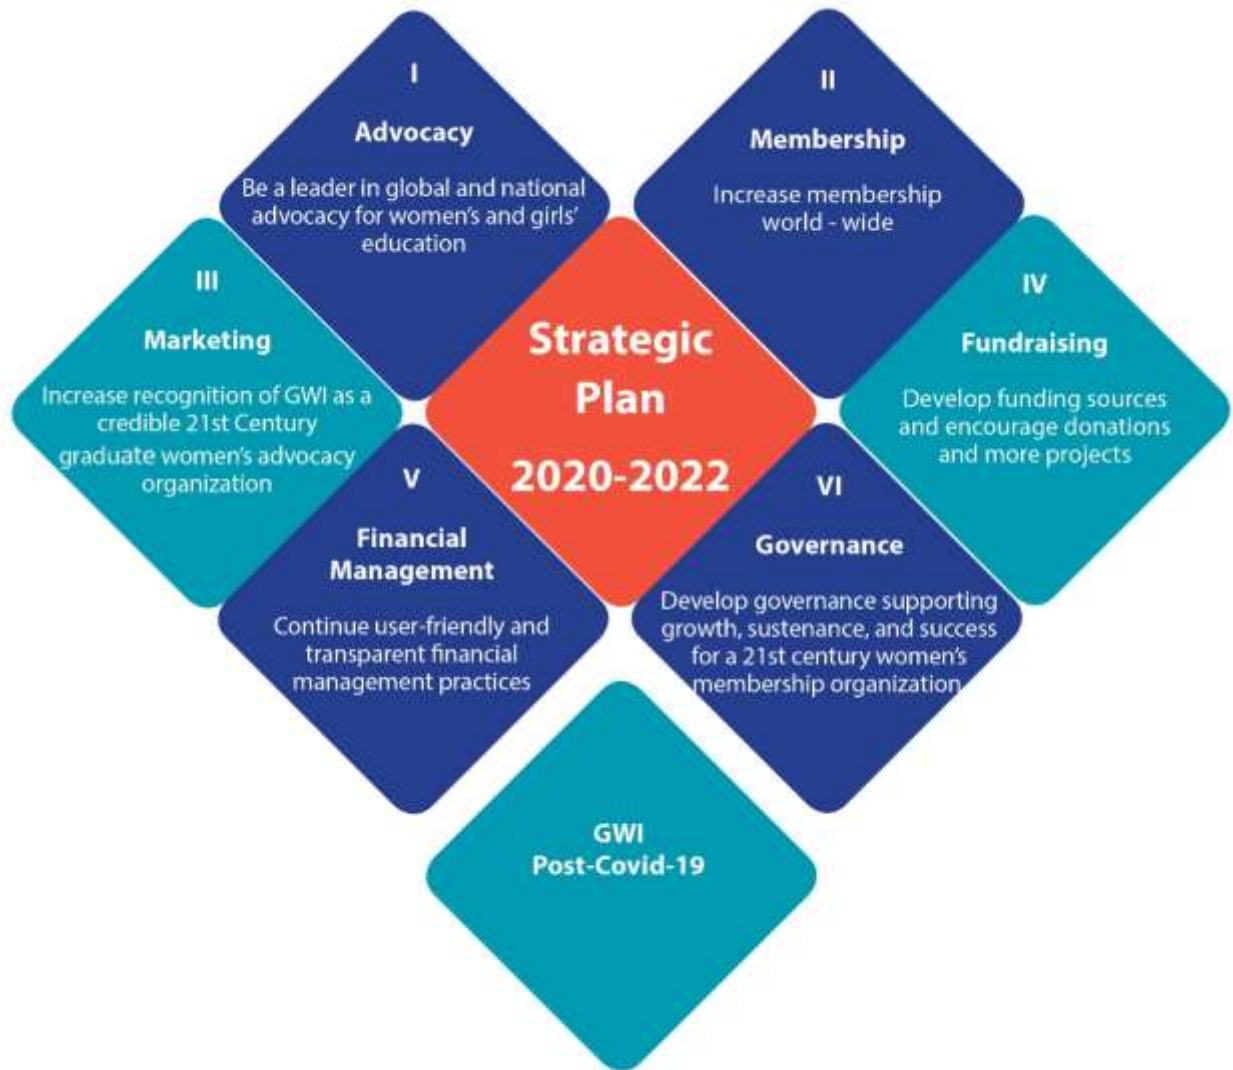 I
Advocacy
Be a leader in global and national
advocacy for women's and girls'
education
II
Membership
Increase membership
world - wide
III
Marketing
Increase recognition of GWI as a
credible 21st Century
graduate women's advocacy
organization
Strategic
Plan
2020-2022
IV
Fundraising
Develop funding sources
and encourage donations
and more projects
V
Financial
Management
Continue user-friendly and
transparent financial
management practices
VI
Governance
Develop governance supporting
growth, sustenance, and success
for a 21st century women's
membership organization
GWI
Post-Covid-19